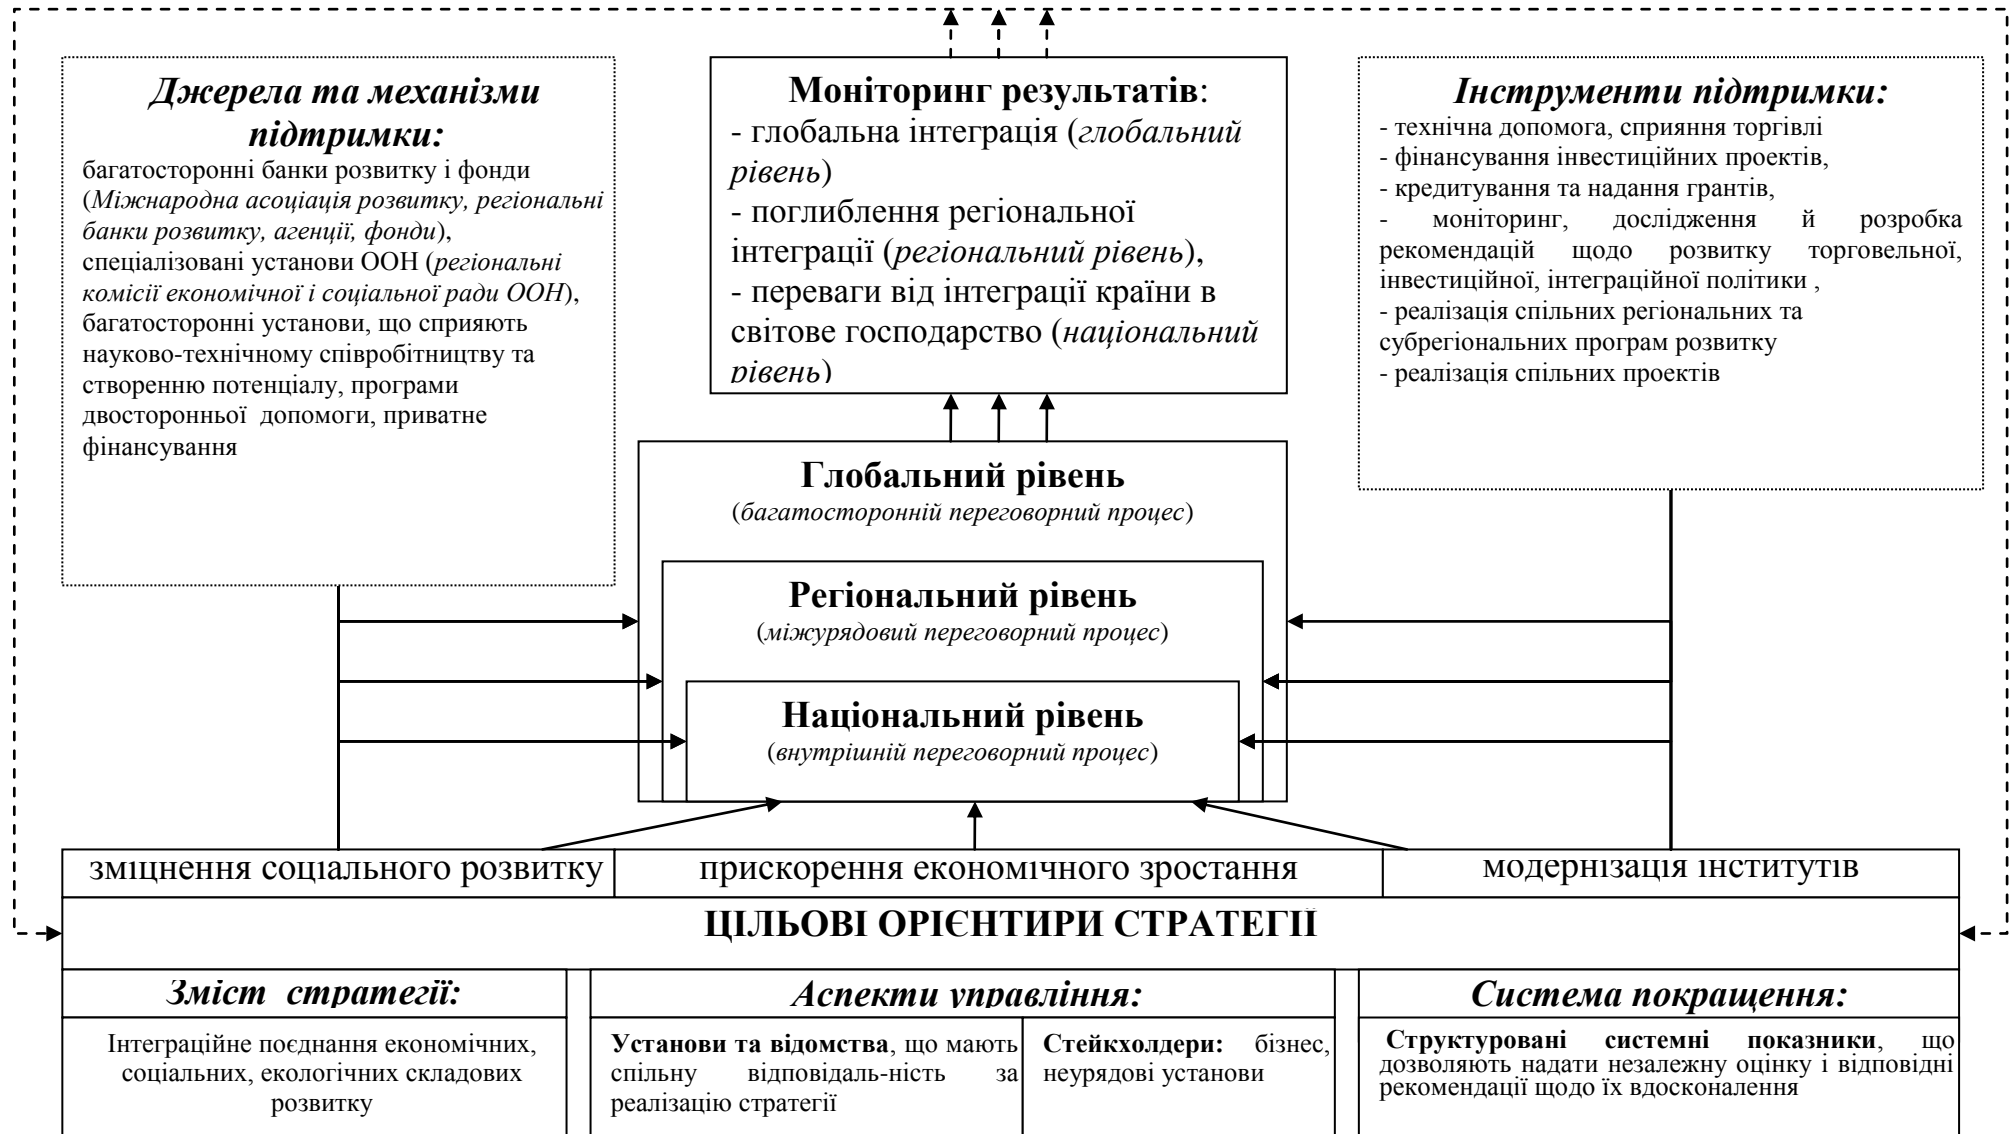 Джерела та механізми
підтримки:
багатосторонні банки розвитку і фонди
(Міжнародна асоціація розвитку, регіональні
банки розвитку, агенції, фонди),
спеціалізовані установи ООН (регіональні
комісії економічної і соціальної ради ООН),
багатосторонні установи, що сприяють
науково-технічному співробітництву та
створенню потенціалу, програми
двосторонньої допомоги, приватне
фінансування
Моніторинг результатів:
- глобальна інтеграція (глобальний
рівень)
- поглиблення регіональної
інтеграції (регіональний рівень),
- переваги від інтеграції країни в
світове господарство (національний
рівень)
Інструменти підтримки:
- технічна допомога, сприяння торгівлі
- фінансування інвестиційних проектів,
- кредитування та надання грантів,
- моніторинг, дослідження й розробка
рекомендацій щодо розвитку торговельної,
інвестиційної, інтеграційної політики ,
- реалізація спільних регіональних та
субрегіональних програм розвитку
- реалізація спільних проектів
Глобальний рівень
(багатосторонній переговорний процес)
Регіональний рівень
(міжурядовий переговорний процес)
Національний рівень
(внутрішній переговорний процес)
зміцнення соціального розвитку
прискорення економічного зростання
модернізація інститутів
ЦІЛЬОВІ ОРІЄНТИРИ СТРАТЕГІЇ
Зміст стратегії:
Інтеграційне поєднання економічних,
соціальних, екологічних складових
розвитку
Аспекти управління:
Установи та відомства, що мають
спільну відповідаль-ність за
реалізацію стратегії
Стейкхолдери: бізнес,
неурядові установи
Система покращення:
Структуровані системні показники, що
дозволяють надати незалежну оцінку і відповідні
рекомендації щодо їх вдосконалення